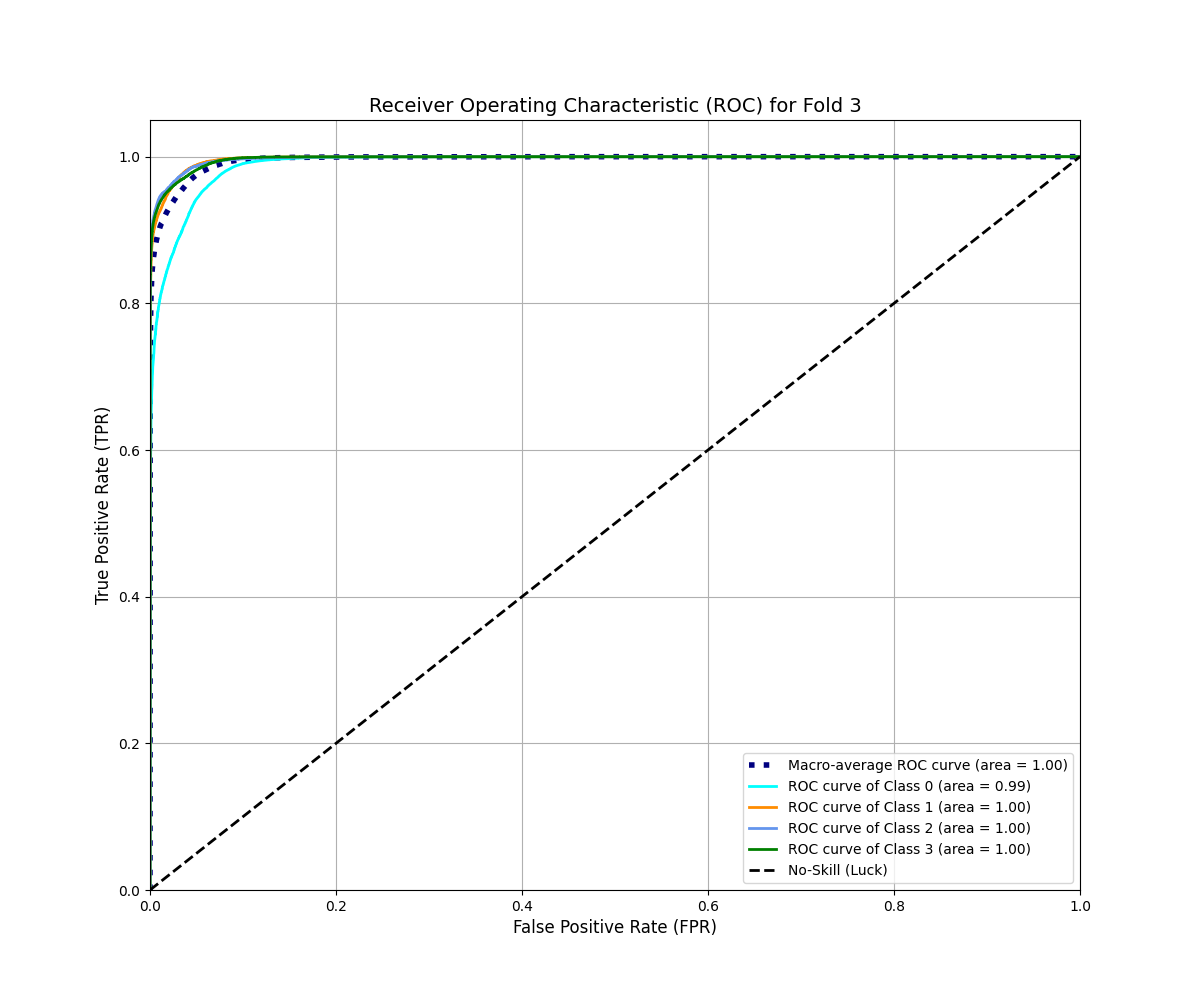 Receiver Operating Characteristic (ROC) for Fold 3
True Positive Rate (TPR)
1.0
0.8
0.6
0.4
0.2
0.0
Macro-average ROC curve (area = 1.00)
ROC curve of Class 0 (area = 0.99)
ROC curve of Class 1 (area = 1.00)
ROC curve of Class 2 (area = 1.00)
ROC curve of Class 3 (area = 1.00)
No-Skill (Luck)
0.0 0.2 0.4 0.6 0.8 1.0
False Positive Rate (FPR)